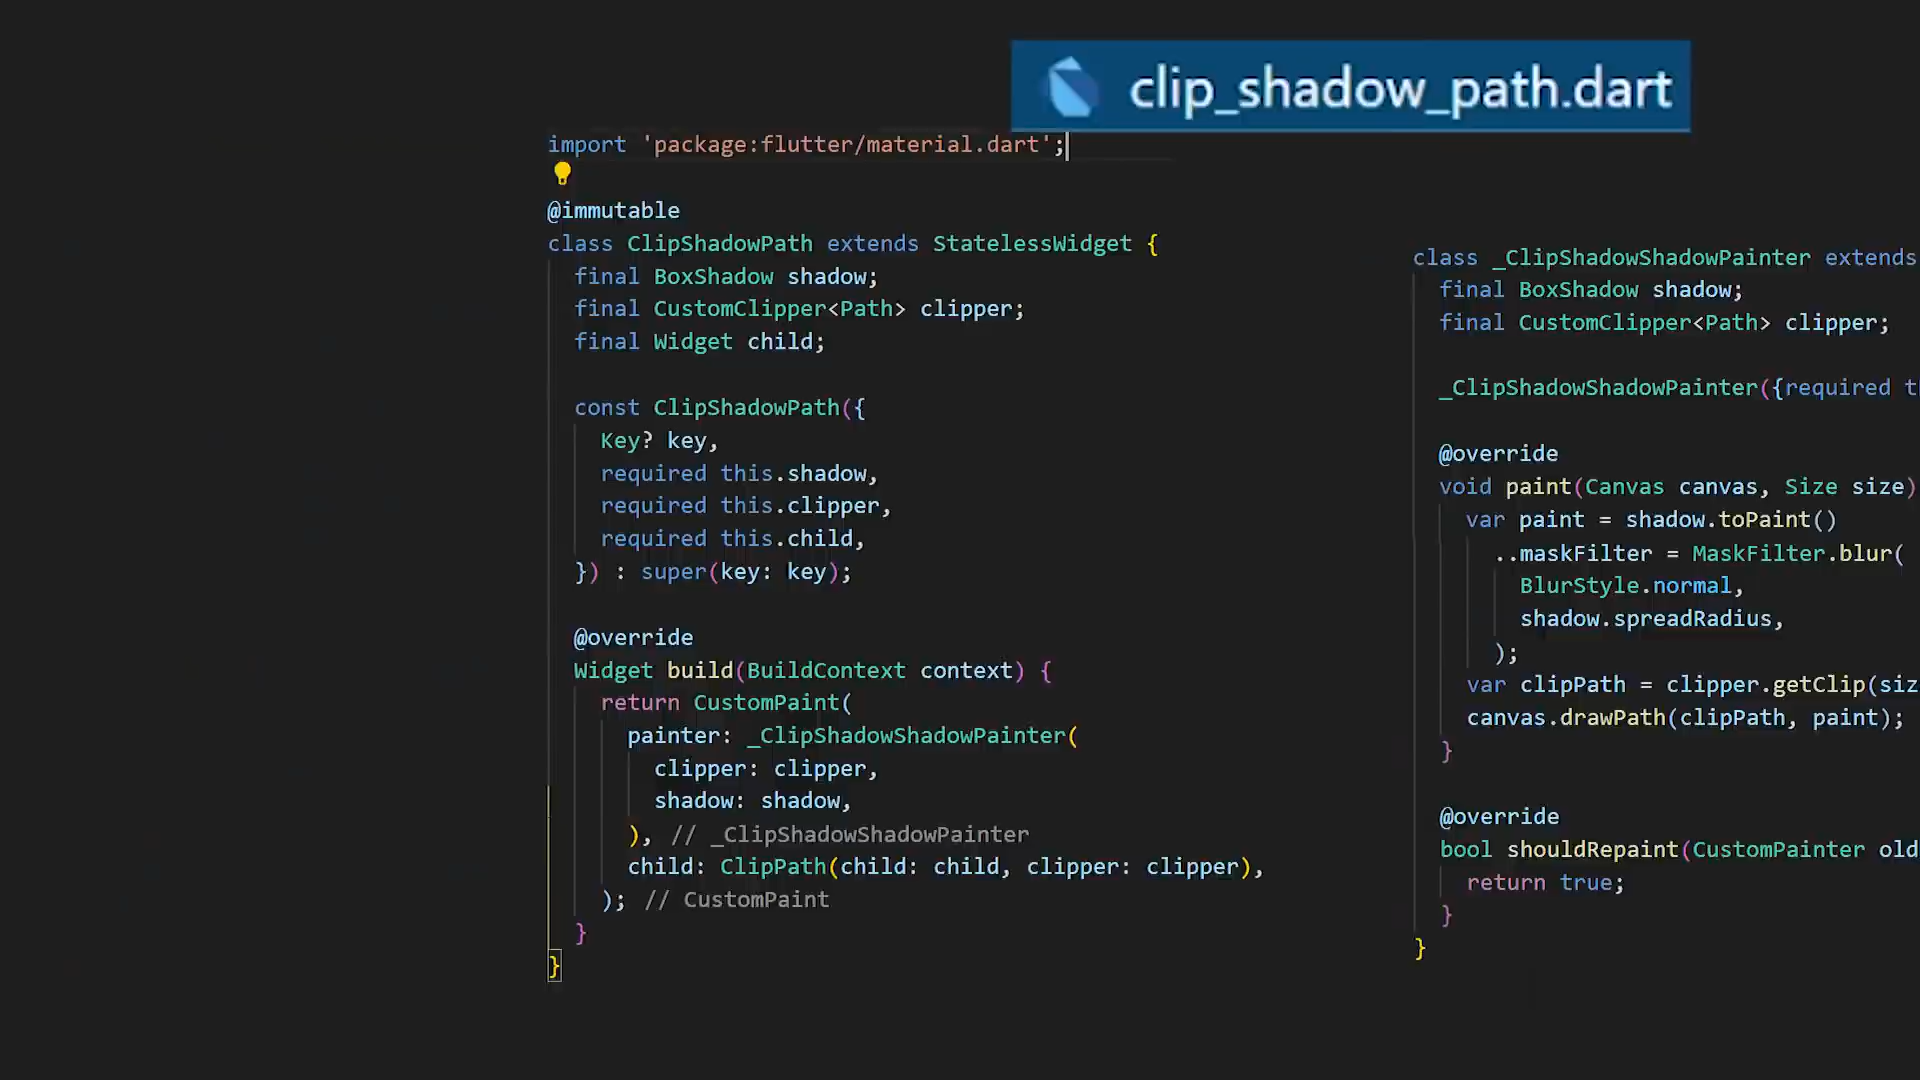 clip_shadow_path.dart
import 'package:flutter/material.dart';
@immutable
class ClipShadowPath extends StatelessWidget {
  final BoxShadow shadow;
  final CustomClipper<Path> clipper;
  final Widget child;

  const ClipShadowPath({
    Key? key,
    required this.shadow,
    required this.clipper,
    required this.child,
  }) : super(key: key);

  @override
  Widget build(BuildContext context) {
    return CustomPaint(
      painter: _ClipShadowShadowPainter(
        clipper: clipper,
        shadow: shadow,
      ), // _ClipShadowShadowPainter
      child: ClipPath(child: child, clipper: clipper),
    ); // CustomPaint
  }
}
class _ClipShadowShadowPainter extends
  final BoxShadow shadow;
  final CustomClipper<Path> clipper;

  _ClipShadowShadowPainter({required

  @override
  void paint(Canvas canvas, Size size)
    var paint = shadow.toPaint()
      ..maskFilter = MaskFilter.blur(
        BlurStyle.normal,
        shadow.spreadRadius,
      );
    var clipPath = clipper.getClip(siz
    canvas.drawPath(clipPath, paint);
  }

  @override
  bool shouldRepaint(CustomPainter old
    return true;
  }
}